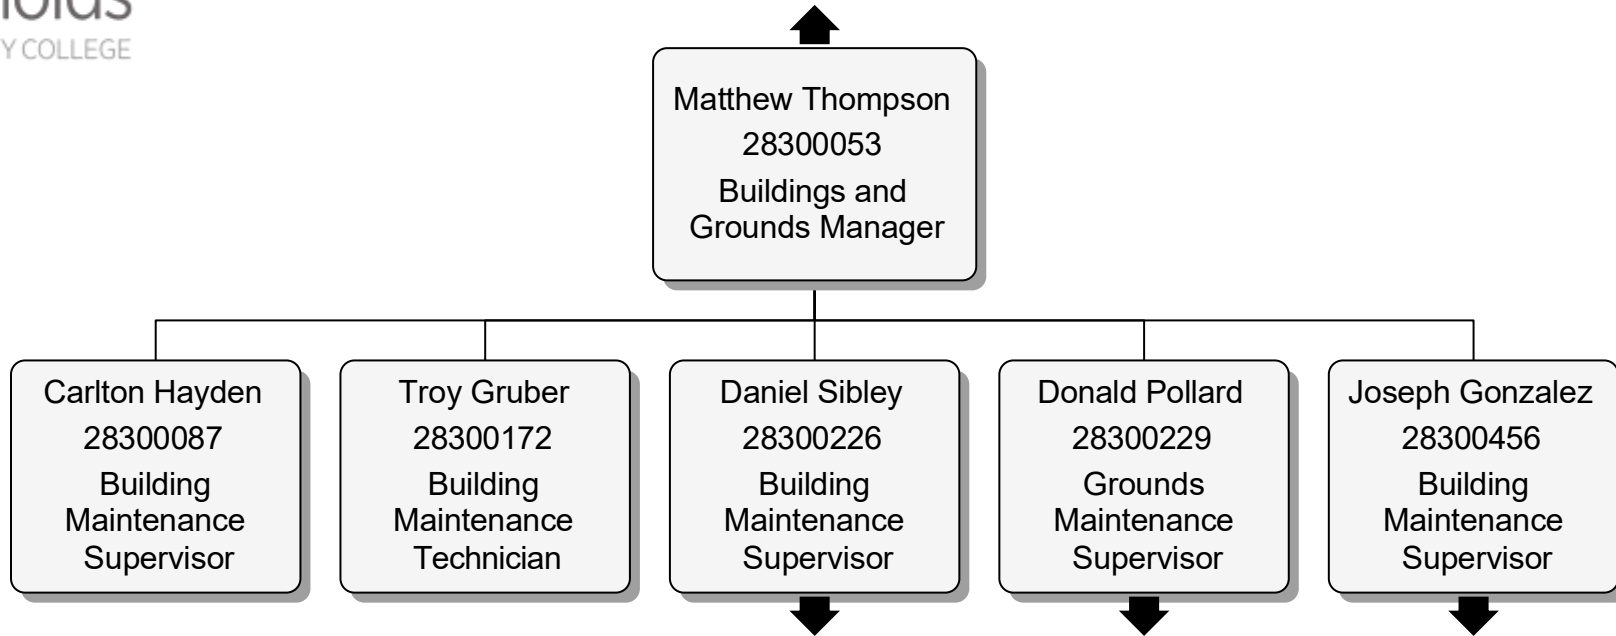 Y COLLEGE
Matthew Thompson
28300053
Buildings and
Grounds Manager
Carlton Hayden
28300087
Building
Maintenance
Supervisor
Troy Gruber
28300172
Building
Maintenance
Technician
Daniel Sibley
28300226
Building
Maintenance
Supervisor
Donald Pollard
28300229
Grounds
Maintenance
Supervisor
Joseph Gonzalez
28300456
Building
Maintenance
Supervisor